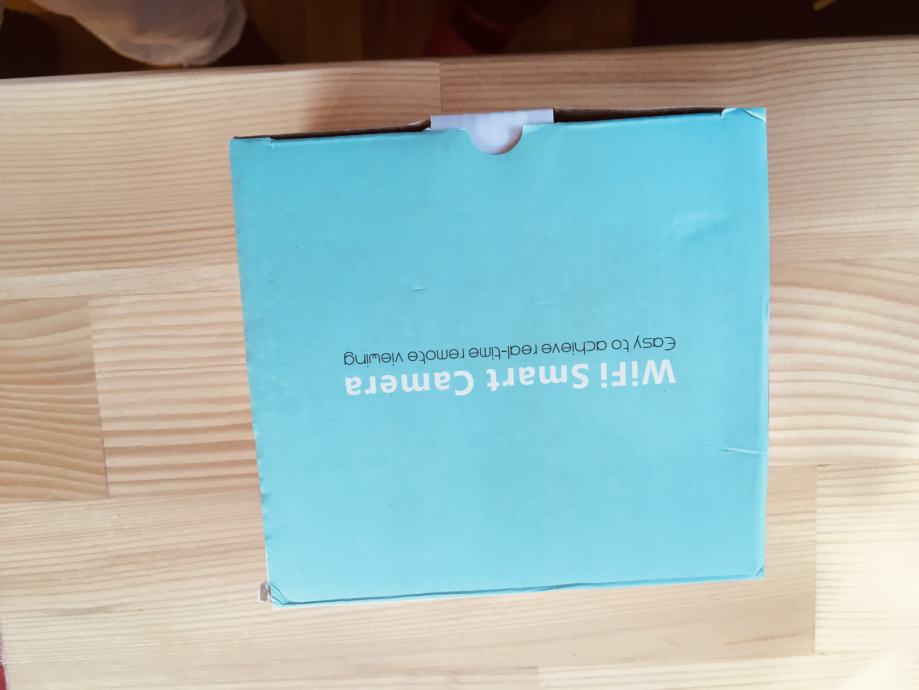 WiFi Smart Camera
Easy to achieve real-time remote viewing